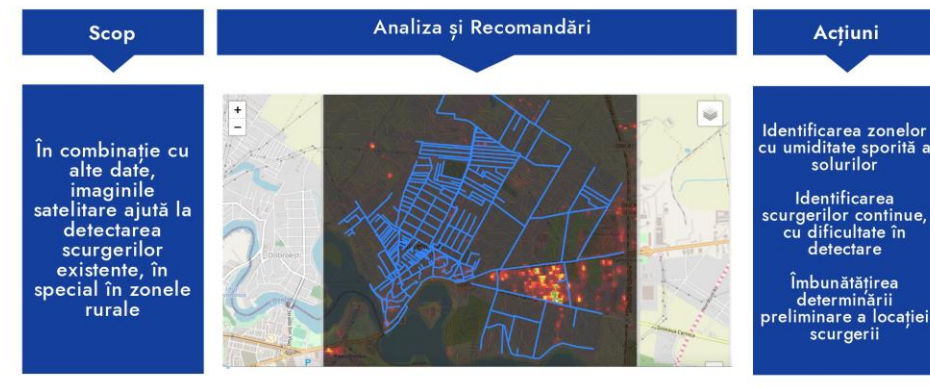 Scop
Analiza și Recomandări
Acțiuni
În combinație cu
alte date,
imaginile
satelitare ajută la
detectarea
scurgerilor
existente, în
special în zonele
rurale
+
−
P
Identificarea zonelor
cu umiditate sporită a
solurilor
Identificarea
scurgerilor continue,
cu dificultate în
detectare
Îmbunătățirea
determinării
preliminare a locației
scurgerii